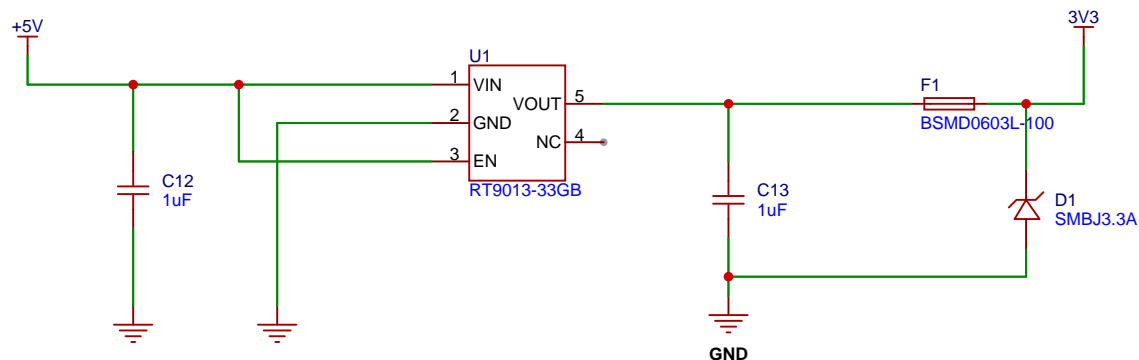 +5V
3V3
U1
1
VIN
2
GND
3
EN
VOUT
5
NC
4
RT9013-33GB
F1
BSMD0603L-100
C12
1uF
C13
1uF
D1
SMBJ3.3A
GND